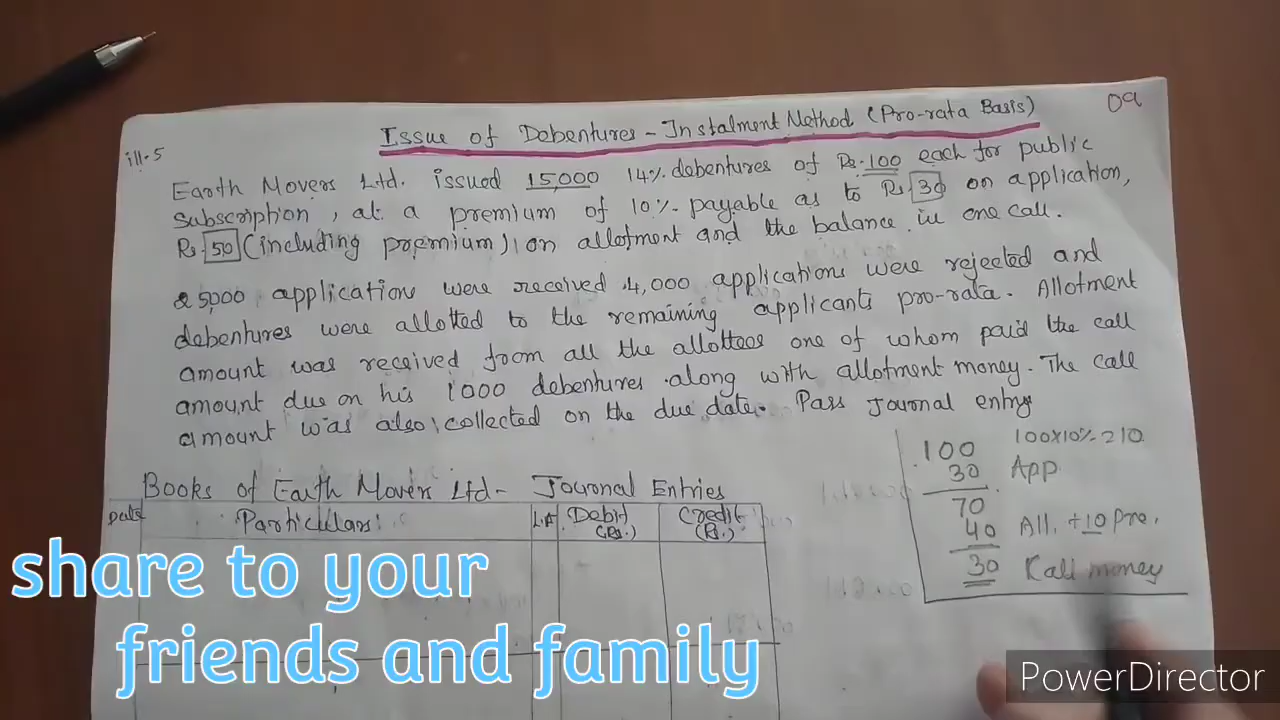 Issue of Debentures - Instalment Method (Pro-rata Basis)
09
ill.5
Earth Movers Ltd. issued 15,000 14% debentures of Rs.100 each for public
subscription, at a premium of 10% payable as to Rs 30 on application,
Rs 50 (including premium) on allotment and the balance in one call.
25,000 applications were received 4,000 applications were rejected and
debentures were allotted to the remaining applicants pro-rata. Allotment
amount was received from all the allottees one of whom paid the call
amount due on his 1000 debentures along with allotment money. The call
amount was also collected on the due date. Pass Journal entry
100 100x10%=10
30 App
70
40 All. +10 Pre.
30 Call money
Books of Earth Movers Ltd - Journal Entries
Date Particulars L.F Debit (Rs.) Credit (Rs.)
share to your
friends and family
PowerDirector